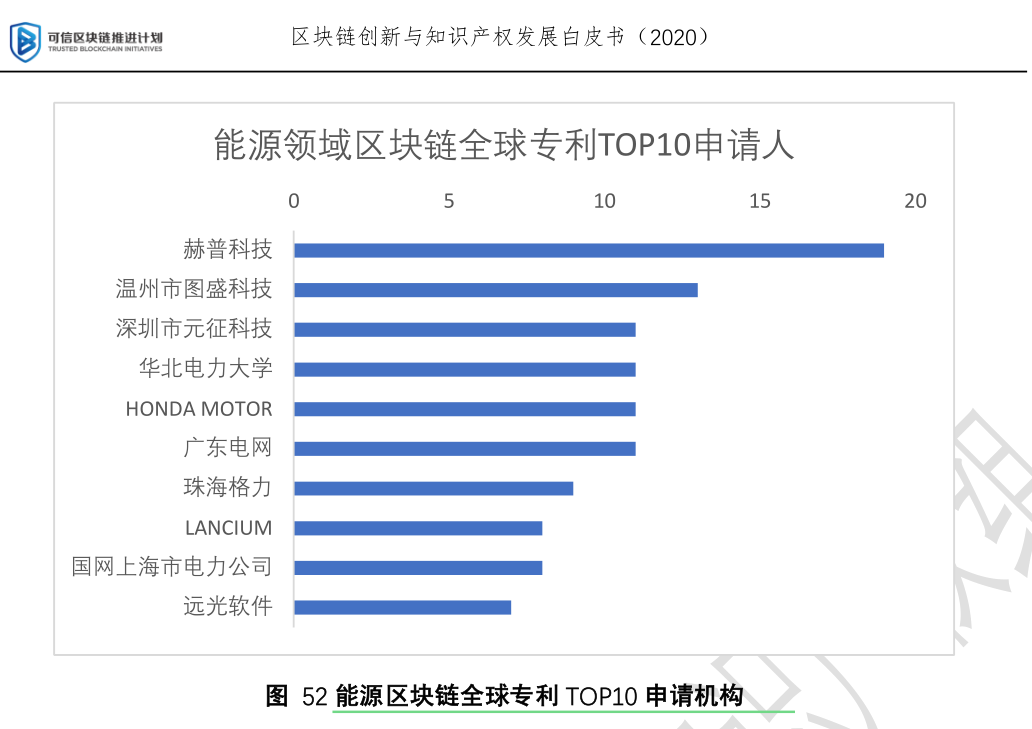 可信区块链推进计划
TRUSTED BLOCKCHAIN INITIATIVES
区块链创新与知识产权发展白皮书（2020）
能源领域区块链全球专利TOP10申请人
0 5 10 15 20
赫普科技
温州市图盛科技
深圳市元征科技
华北电力大学
HONDA MOTOR
广东电网
珠海格力
LANCIUM
国网上海市电力公司
远光软件
图 52 能源区块链全球专利 TOP10 申请机构